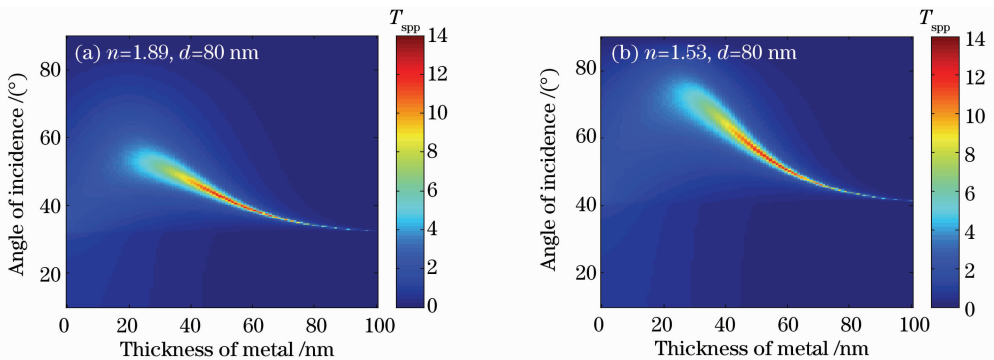 T_spp
(a) n=1.89, d=80 nm
14
12
10
8
6
4
2
0
80
60
40
20
Angle of incidence /(°)
0 20 40 60 80 100
Thickness of metal /nm
T_spp
(b) n=1.53, d=80 nm
14
12
10
8
6
4
2
0
80
60
40
20
Angle of incidence /(°)
0 20 40 60 80 100
Thickness of metal /nm